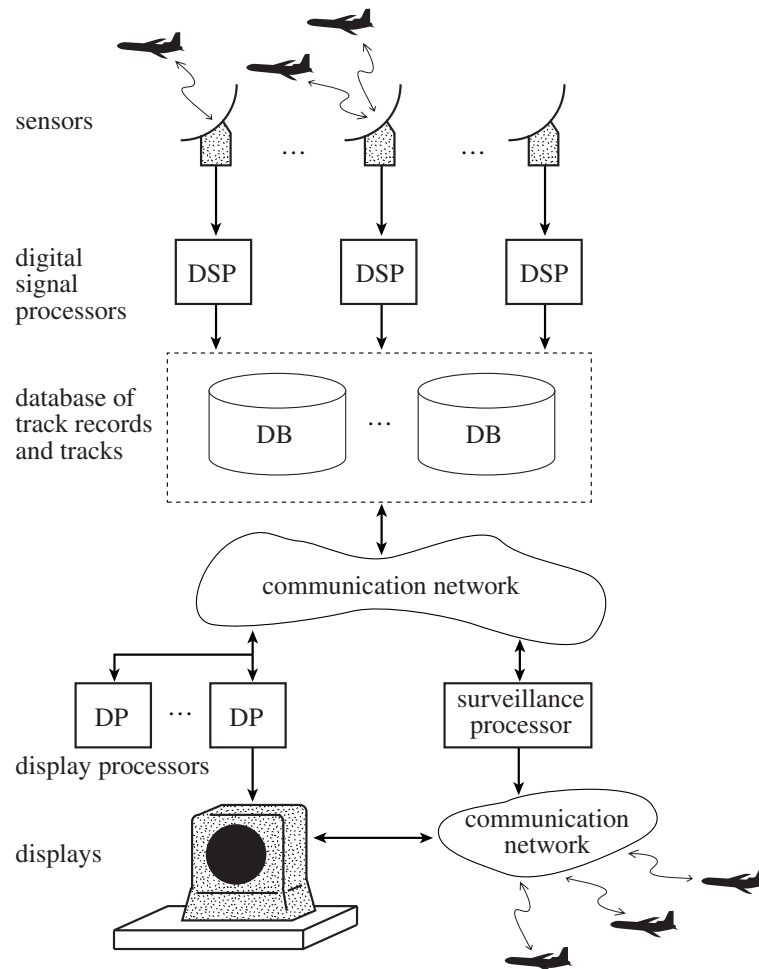 sensors
...
...
digital
signal
processors
DSP
DSP
DSP
database of
track records
and tracks
DB
...
DB
communication network
DP
...
DP
surveillance
processor
display processors
displays
communication
network